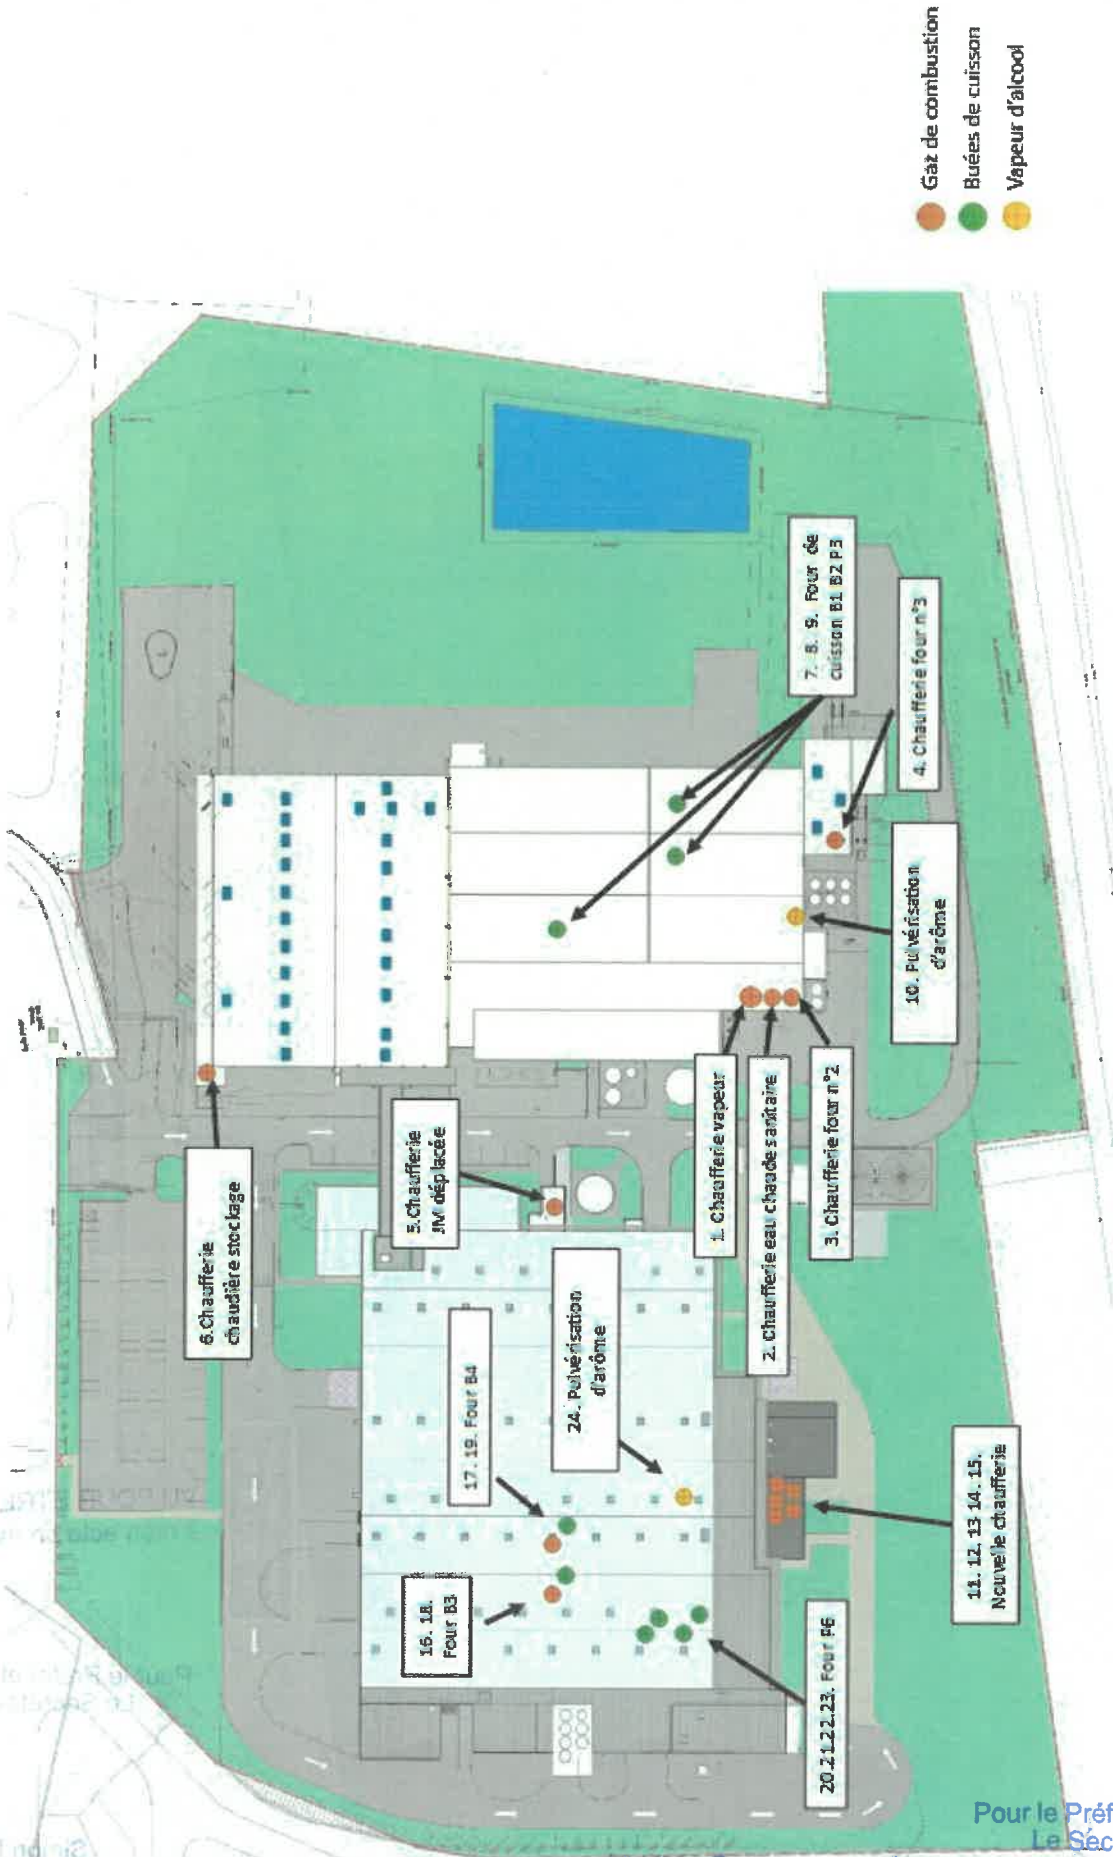 Gaz de combustion
Buées de cuisson
Vapeur d'alcool
6.Chaufferie
chaudière stockage
5.Chaufferie
JIM déplacée
7. 8. 9. Four de
cuisson B1 B2 P3
4. Chaufferie four n°3
10. Pulvérisation
d'arôme
1. Chaufferie vapeur
2. Chaufferie eau chaude sanitaire
3. Chaufferie four n°2
17. 19. Four B4
24. Pulvérisation
d'arôme
16. 18.
Four B3
11. 12. 13. 14. 15.
Nouvelle chaufferie
20.21.22.23. Four P6
Pour le Préf
Le Séc